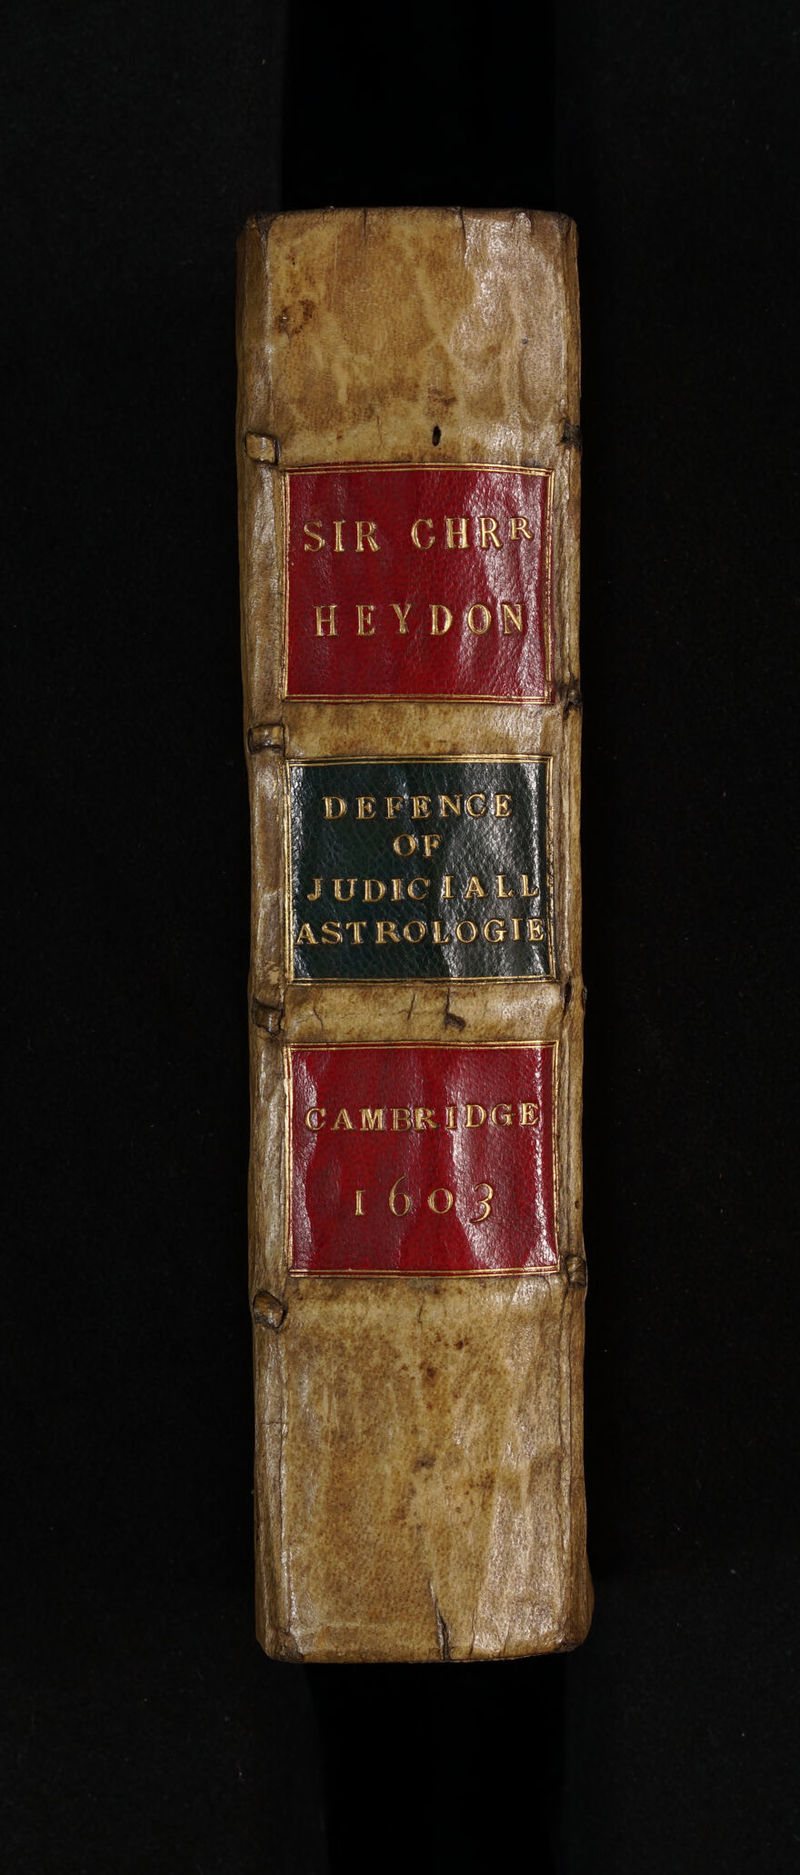 SIR CHRR
HEYDON
DEFENCE
OF
JUDICIALL
ASTROLOGIE
CAMBRIDGE
1603